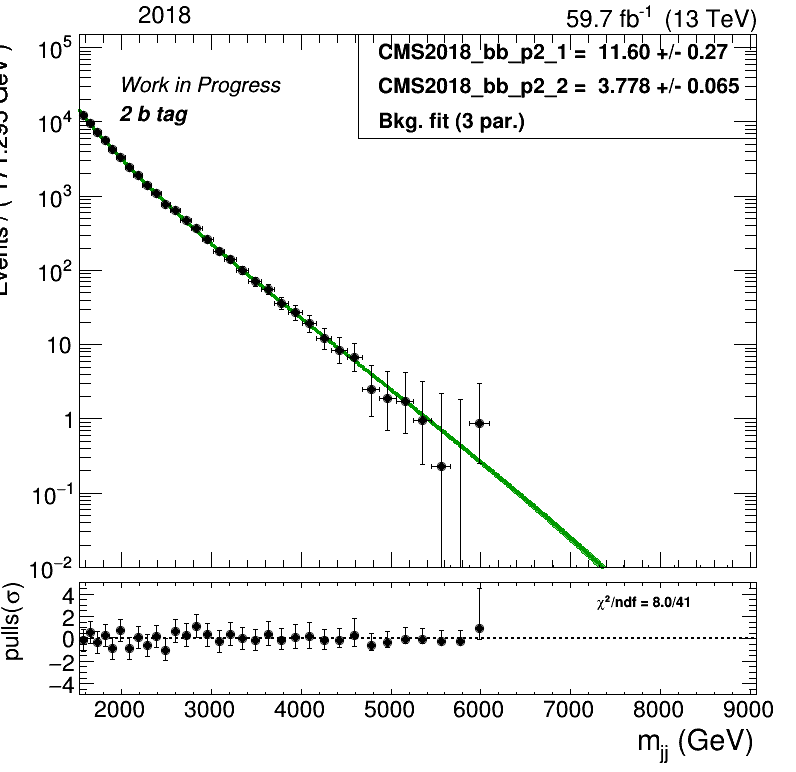 2018
59.7 fb⁻¹ (13 TeV)
CMS2018_bb_p2_1 = 11.60 +/- 0.27
CMS2018_bb_p2_2 = 3.778 +/- 0.065
Bkg. fit (3 par.)
Work in Progress
2 b tag
10⁵
10⁴
10³
10²
10
1
10⁻¹
10⁻²
pulls(σ)
χ²/ndf = 8.0/41
4
2
0
−2
−4
2000 3000 4000 5000 6000 7000 8000 9000
m_jj (GeV)